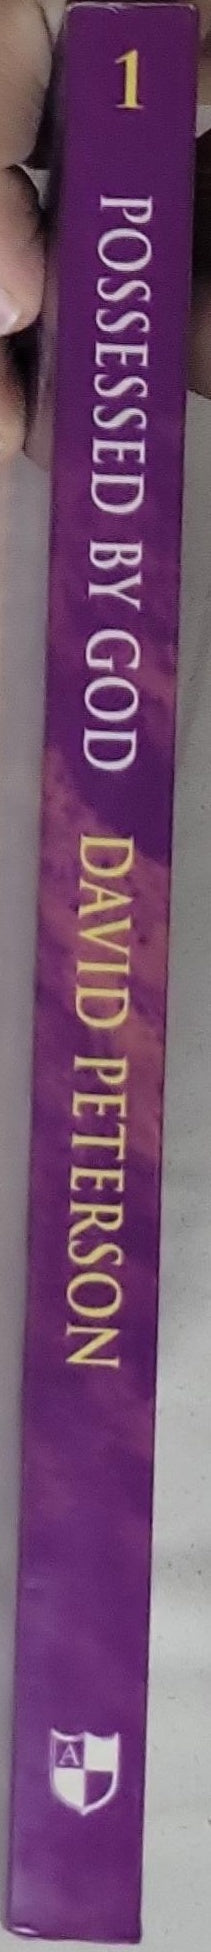 1
POSSESSED BY GOD
DAVID PETERSON
A